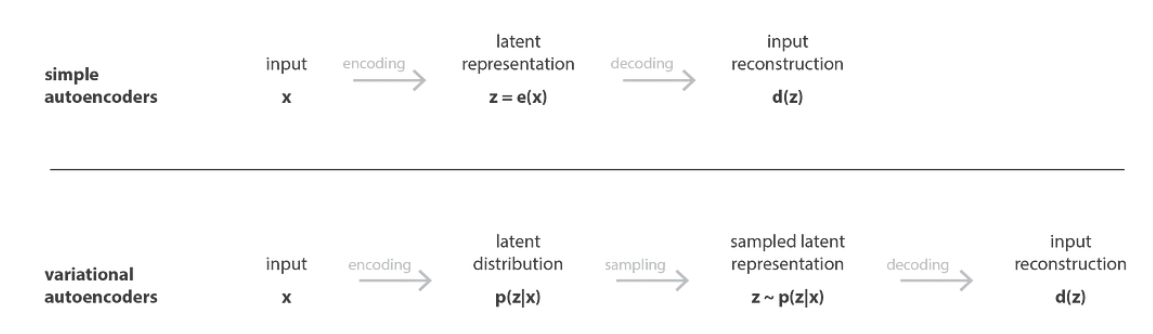 simple
autoencoders
input
x
encoding
latent
representation
z = e(x)
decoding
input
reconstruction
d(z)
variational
autoencoders
input
x
encoding
latent
distribution
p(z|x)
sampling
sampled latent
representation
z ~ p(z|x)
decoding
input
reconstruction
d(z)